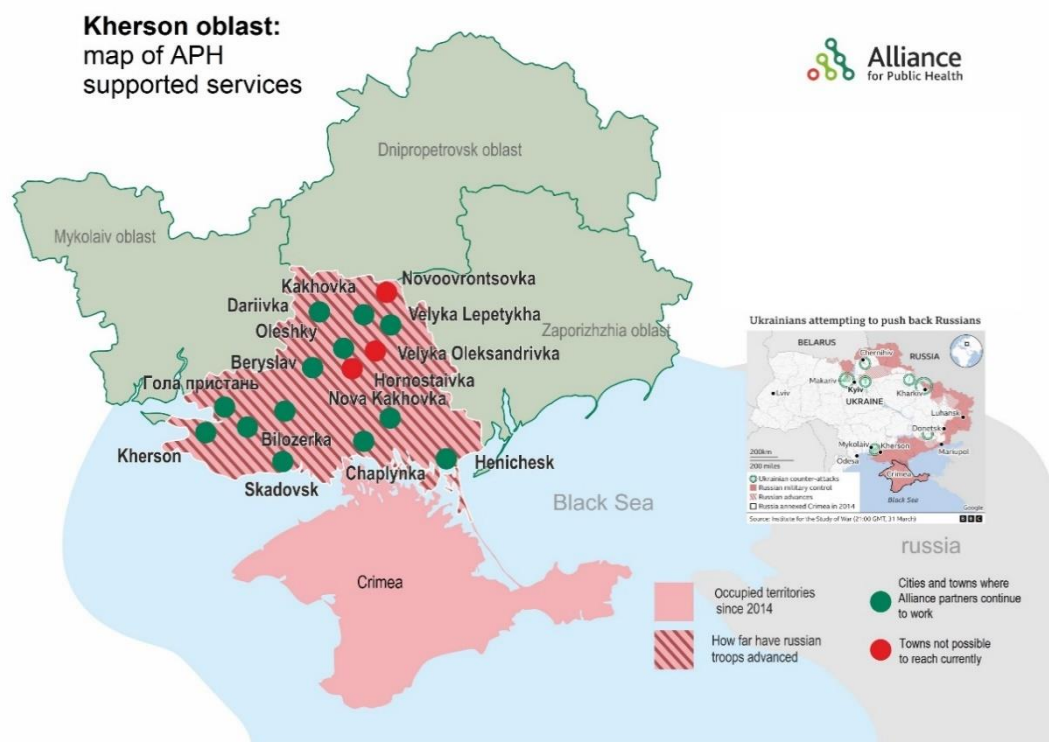 Kherson oblast:
map of APH
supported services
Alliance
for Public Health
Dnipropetrovsk oblast
Mykolaiv oblast
Zaporizhzhia oblast
Kakhovka
Novoovrontsovka
Dariivka
Velyka Lepetykha
Oleshky
Velyka Oleksandrivka
Beryslav
Hornostaivka
Гола пристань
Nova Kakhovka
Bilozerka
Kherson
Chaplynka
Henichesk
Skadovsk
Black Sea
Crimea
russia
Ukrainians attempting to push back Russians
BELARUS
RUSSIA
Chernihiv
Makariv
Kyiv
Kharkiv
Lviv
UKRAINE
Luhansk
Donetsk
Mykolaiv
Kherson
Mariupol
Odesa
Crimea
Black Sea
200km
200 miles
Ukrainian counter-attacks
Russian military control
Russian advances
Russia annexed Crimea in 2014
Google
Source: Institute for the Study of War (21:00 GMT, 31 March)
BBC
Occupied territories
since 2014
How far have russian
troops advanced
Cities and towns where
Alliance partners continue
to work
Towns not possible
to reach currently